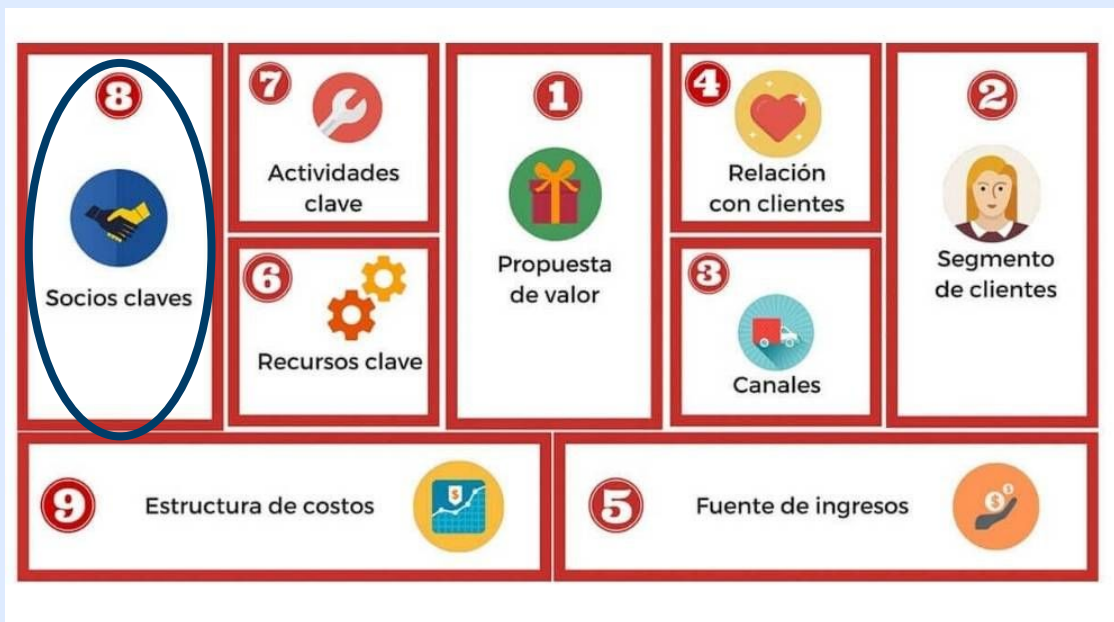 8
Socios claves
7
Actividades
clave
6
Recursos clave
1
Propuesta
de valor
4
Relación
con clientes
3
Canales
2
Segmento
de clientes
9
Estructura de costos
$
5
Fuente de ingresos
$
$